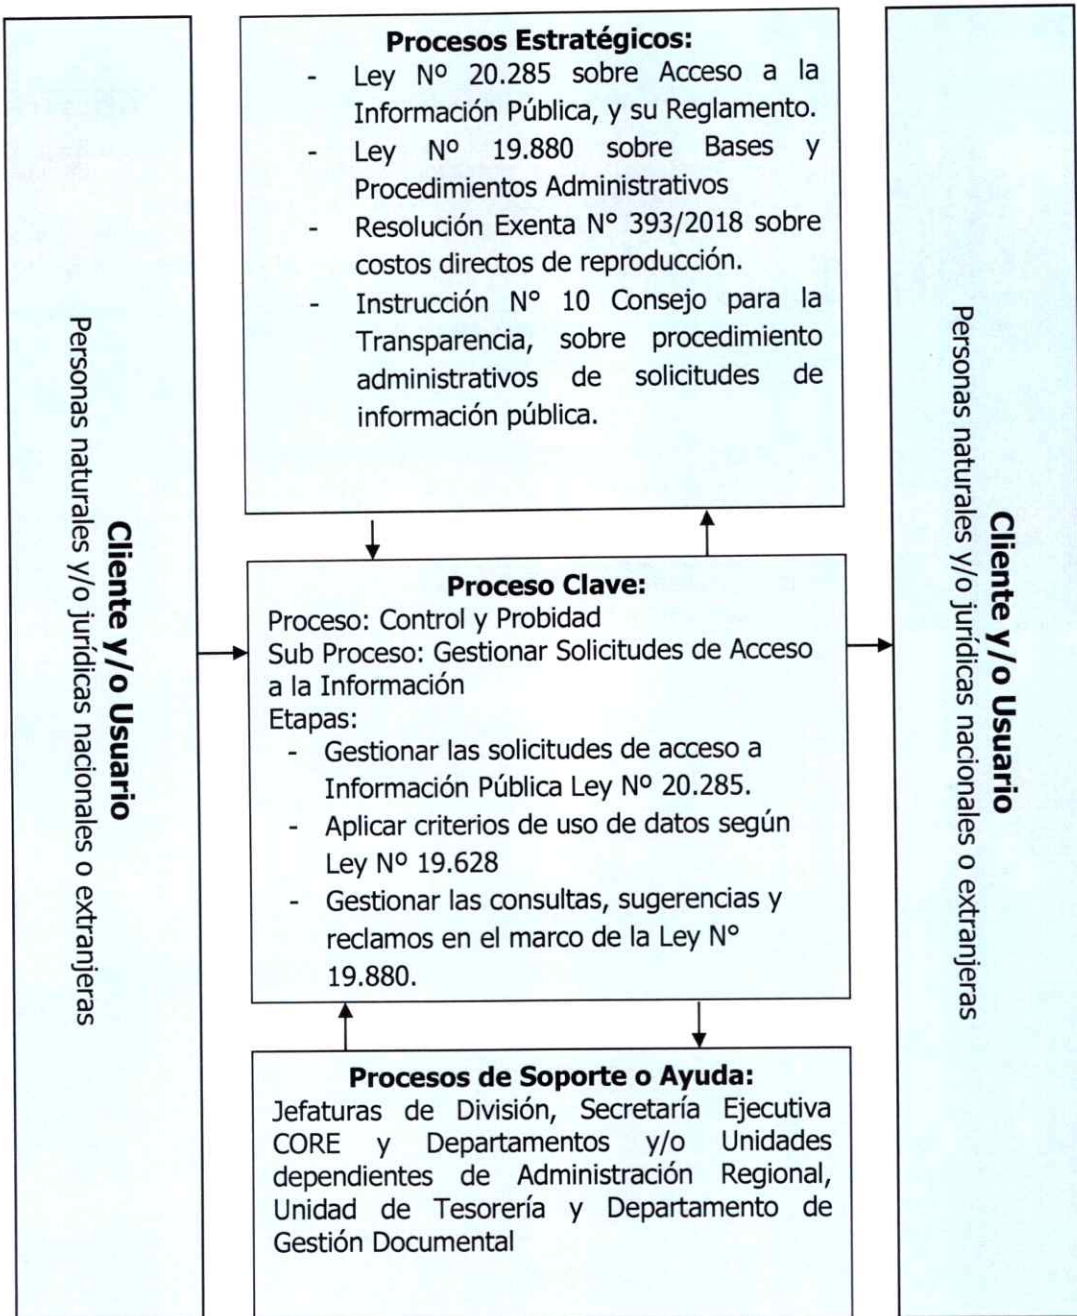 Cliente y/o Usuario
Personas naturales y/o jurídicas nacionales o extranjeras
Procesos Estratégicos:
- Ley Nº 20.285 sobre Acceso a la
Información Pública, y su Reglamento.
- Ley Nº 19.880 sobre Bases y
Procedimientos Administrativos
- Resolución Exenta N° 393/2018 sobre
costos directos de reproducción.
- Instrucción N° 10 Consejo para la
Transparencia, sobre procedimiento
administrativos de solicitudes de
información pública.
Proceso Clave:
Proceso: Control y Probidad
Sub Proceso: Gestionar Solicitudes de Acceso
a la Información
Etapas:
- Gestionar las solicitudes de acceso a
Información Pública Ley Nº 20.285.
- Aplicar criterios de uso de datos según
Ley Nº 19.628
- Gestionar las consultas, sugerencias y
reclamos en el marco de la Ley N°
19.880.
Procesos de Soporte o Ayuda:
Jefaturas de División, Secretaría Ejecutiva
CORE y Departamentos y/o Unidades
dependientes de Administración Regional,
Unidad de Tesorería y Departamento de
Gestión Documental
Cliente y/o Usuario
Personas naturales y/o jurídicas nacionales o extranjeras